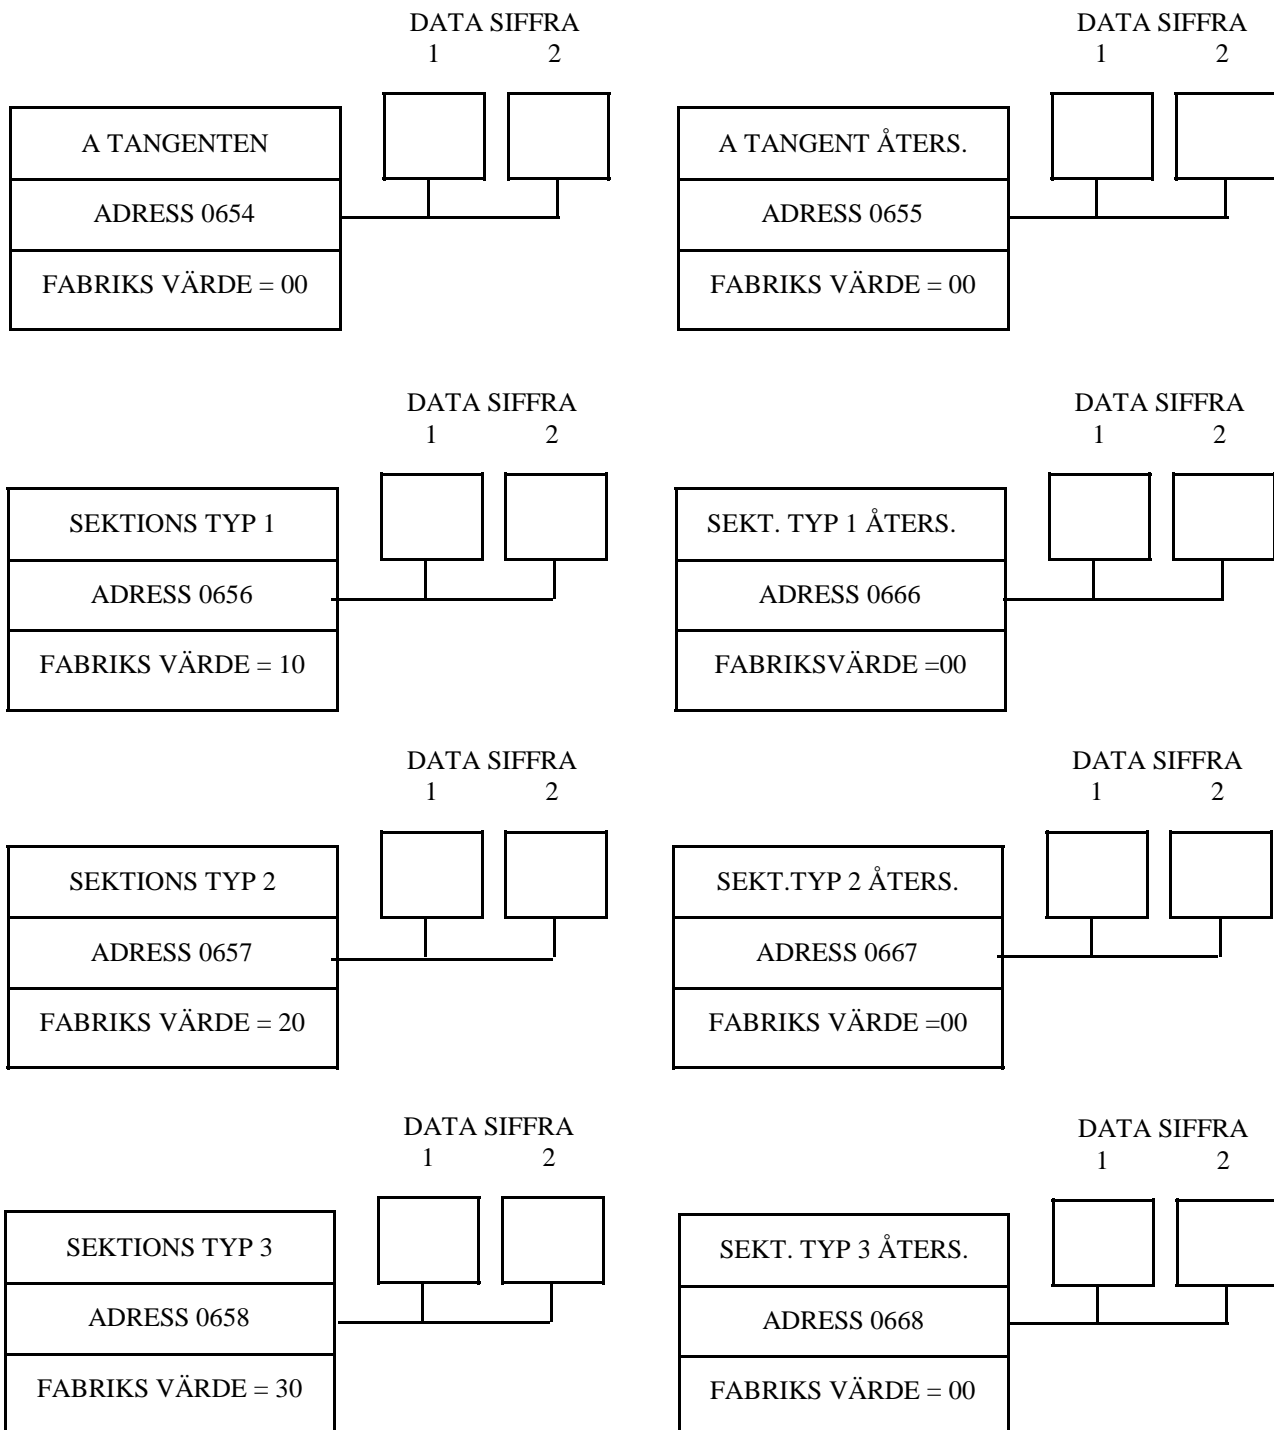 DATA SIFFRA
1 2
A TANGENTEN
ADRESS 0654
FABRIKS VÄRDE = 00
DATA SIFFRA
1 2
A TANGENT ÅTERS.
ADRESS 0655
FABRIKS VÄRDE = 00
DATA SIFFRA
1 2
SEKTIONS TYP 1
ADRESS 0656
FABRIKS VÄRDE = 10
DATA SIFFRA
1 2
SEKT. TYP 1 ÅTERS.
ADRESS 0666
FABRIKSVÄRDE =00
DATA SIFFRA
1 2
SEKTIONS TYP 2
ADRESS 0657
FABRIKS VÄRDE = 20
DATA SIFFRA
1 2
SEKT.TYP 2 ÅTERS.
ADRESS 0667
FABRIKS VÄRDE =00
DATA SIFFRA
1 2
SEKTIONS TYP 3
ADRESS 0658
FABRIKS VÄRDE = 30
DATA SIFFRA
1 2
SEKT. TYP 3 ÅTERS.
ADRESS 0668
FABRIKS VÄRDE = 00